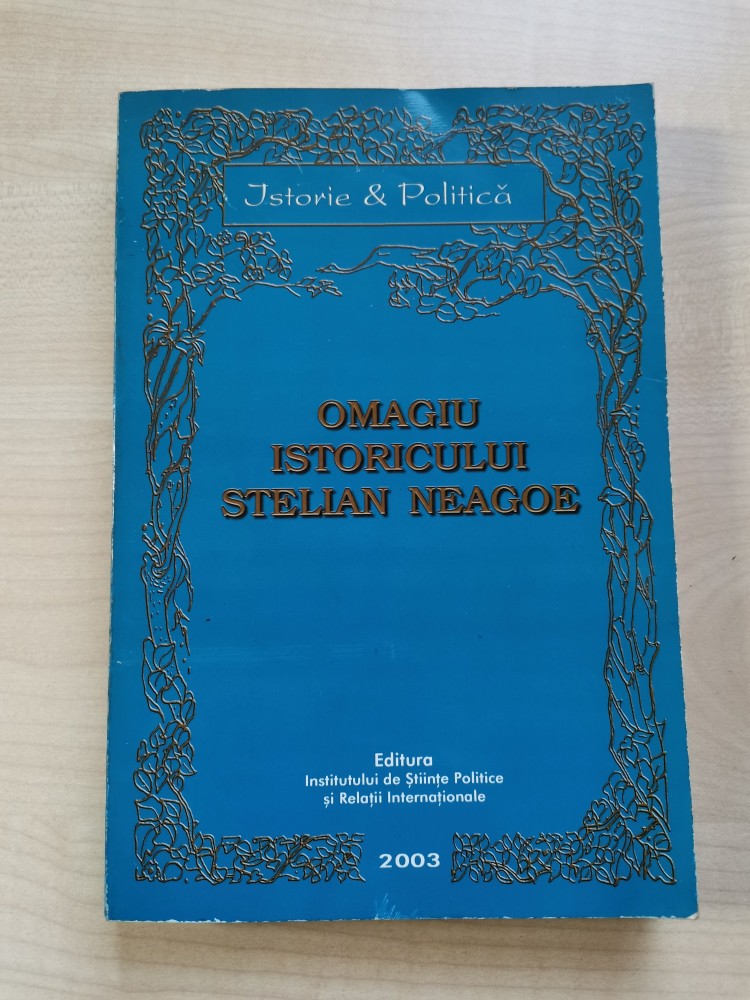 Istorie & Politică
OMAGIU
ISTORICULUI
STELIAN NEAGOE
Editura
Institutului de Științe Politice
și Relații Internaționale
2003